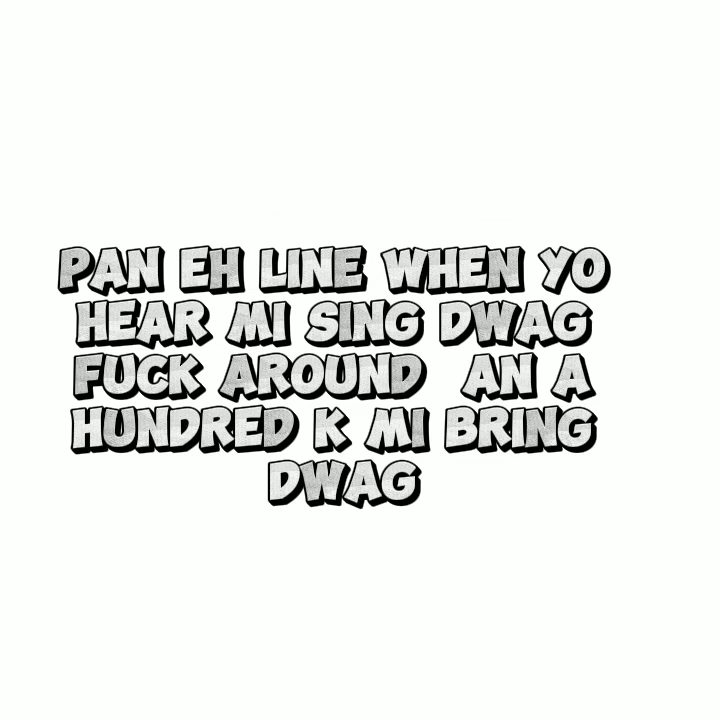 PAN EH LINE WHEN YO
HEAR MI SING DWAG
FUCK AROUND AN A
HUNDRED K MI BRING
DWAG